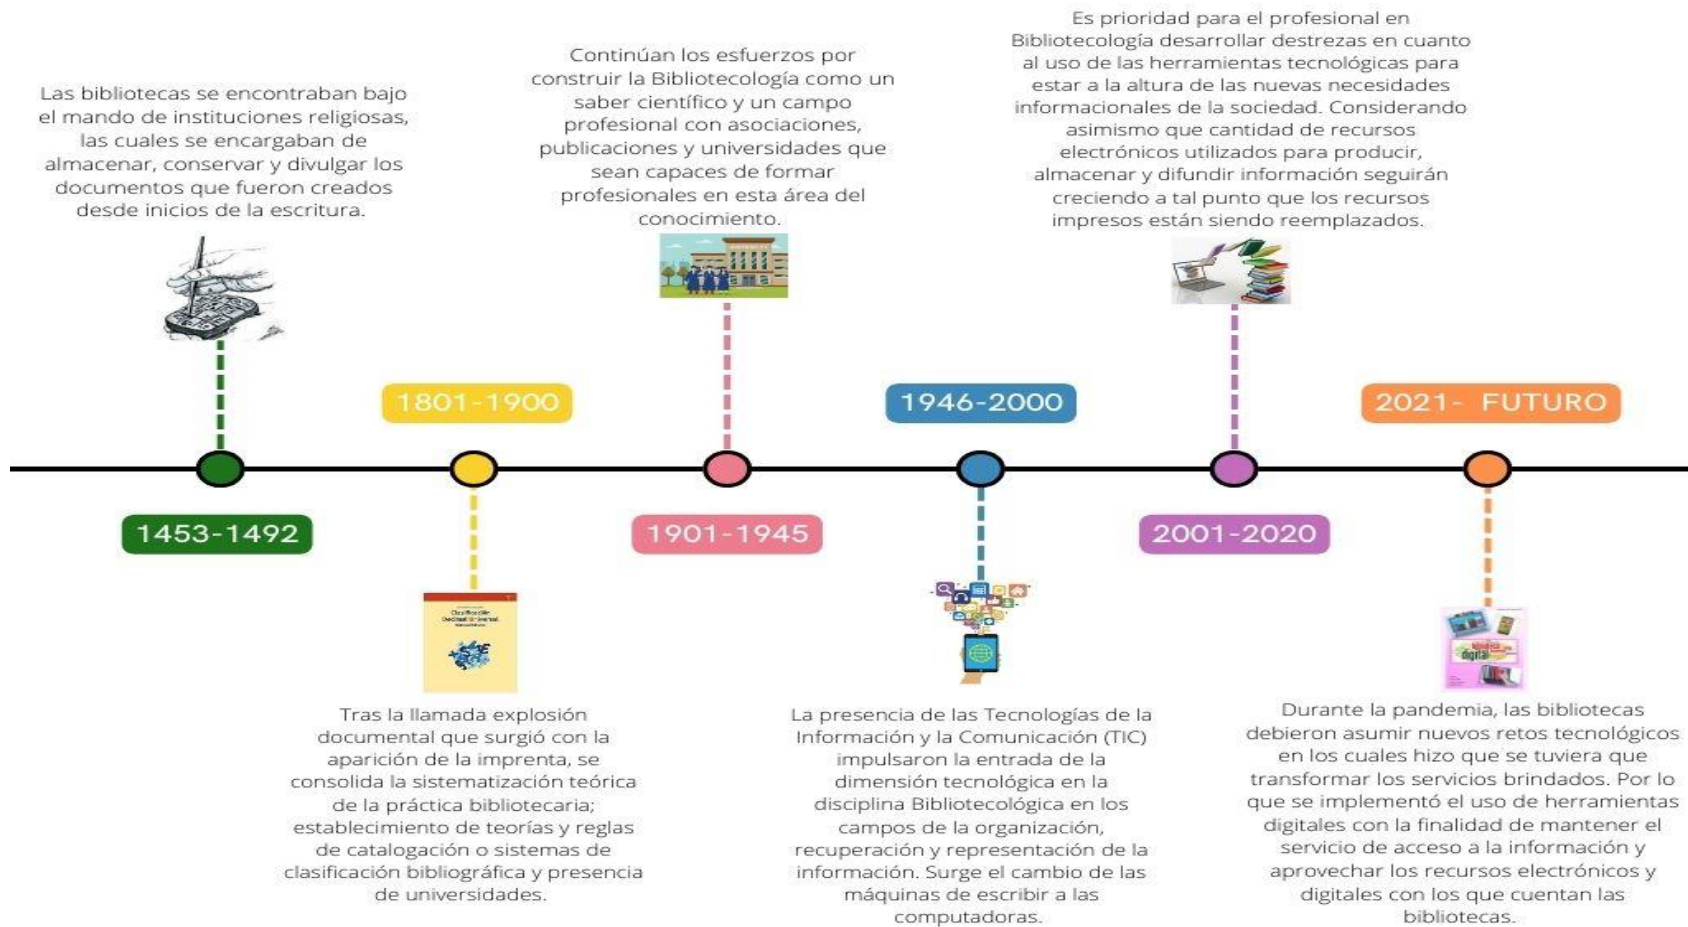 Las bibliotecas se encontraban bajo
el mando de instituciones religiosas,
las cuales se encargaban de
almacenar, conservar y divulgar los
documentos que fueron creados
desde inicios de la escritura.
1453-1492
1801-1900
Clasificación
Decimal Universal
Tras la llamada explosión
documental que surgió con la
aparición de la imprenta, se
consolida la sistematización teórica
de la práctica bibliotecaria;
establecimiento de teorías y reglas
de catalogación o sistemas de
clasificación bibliográfica y presencia
de universidades.
Continúan los esfuerzos por
construir la Bibliotecología como un
saber científico y un campo
profesional con asociaciones,
publicaciones y universidades que
sean capaces de formar
profesionales en esta área del
conocimiento.
1901-1945
1946-2000
La presencia de las Tecnologías de la
Información y la Comunicación (TIC)
impulsaron la entrada de la
dimensión tecnológica en la
disciplina Bibliotecológica en los
campos de la organización,
recuperación y representación de la
información. Surge el cambio de las
máquinas de escribir a las
computadoras.
Es prioridad para el profesional en
Bibliotecología desarrollar destrezas en cuanto
al uso de las herramientas tecnológicas para
estar a la altura de las nuevas necesidades
informacionales de la sociedad. Considerando
asimismo que cantidad de recursos
electrónicos utilizados para producir,
almacenar y difundir información seguirán
creciendo a tal punto que los recursos
impresos están siendo reemplazados.
2001-2020
2021- FUTURO
digital
Durante la pandemia, las bibliotecas
debieron asumir nuevos retos tecnológicos
en los cuales hizo que se tuviera que
transformar los servicios brindados. Por lo
que se implementó el uso de herramientas
digitales con la finalidad de mantener el
servicio de acceso a la información y
aprovechar los recursos electrónicos y
digitales con los que cuentan las
bibliotecas.